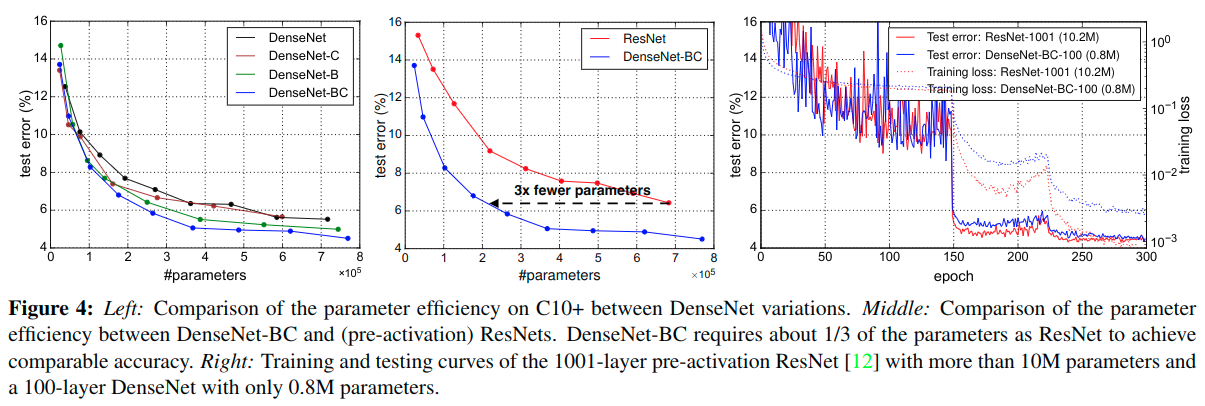 16
14
12
10
8
6
4
test error (%)
0
1
2
3
4
5
6
7
8
#parameters
×10⁵
DenseNet
DenseNet-C
DenseNet-B
DenseNet-BC
16
14
12
10
8
6
4
test error (%)
0
1
2
3
4
5
6
7
8
#parameters
×10⁵
ResNet
DenseNet-BC
3x fewer parameters
16
14
12
10
8
6
4
test error (%)
0
50
100
150
200
250
300
epoch
Test error: ResNet-1001 (10.2M)
Test error: DenseNet-BC-100 (0.8M)
Training loss: ResNet-1001 (10.2M)
Training loss: DenseNet-BC-100 (0.8M)
10⁰
10⁻¹
10⁻²
10⁻³
training loss
Figure 4: Left: Comparison of the parameter efficiency on C10+ between DenseNet variations. Middle: Comparison of the parameter
efficiency between DenseNet-BC and (pre-activation) ResNets. DenseNet-BC requires about 1/3 of the parameters as ResNet to achieve
comparable accuracy. Right: Training and testing curves of the 1001-layer pre-activation ResNet [12] with more than 10M parameters and
a 100-layer DenseNet with only 0.8M parameters.